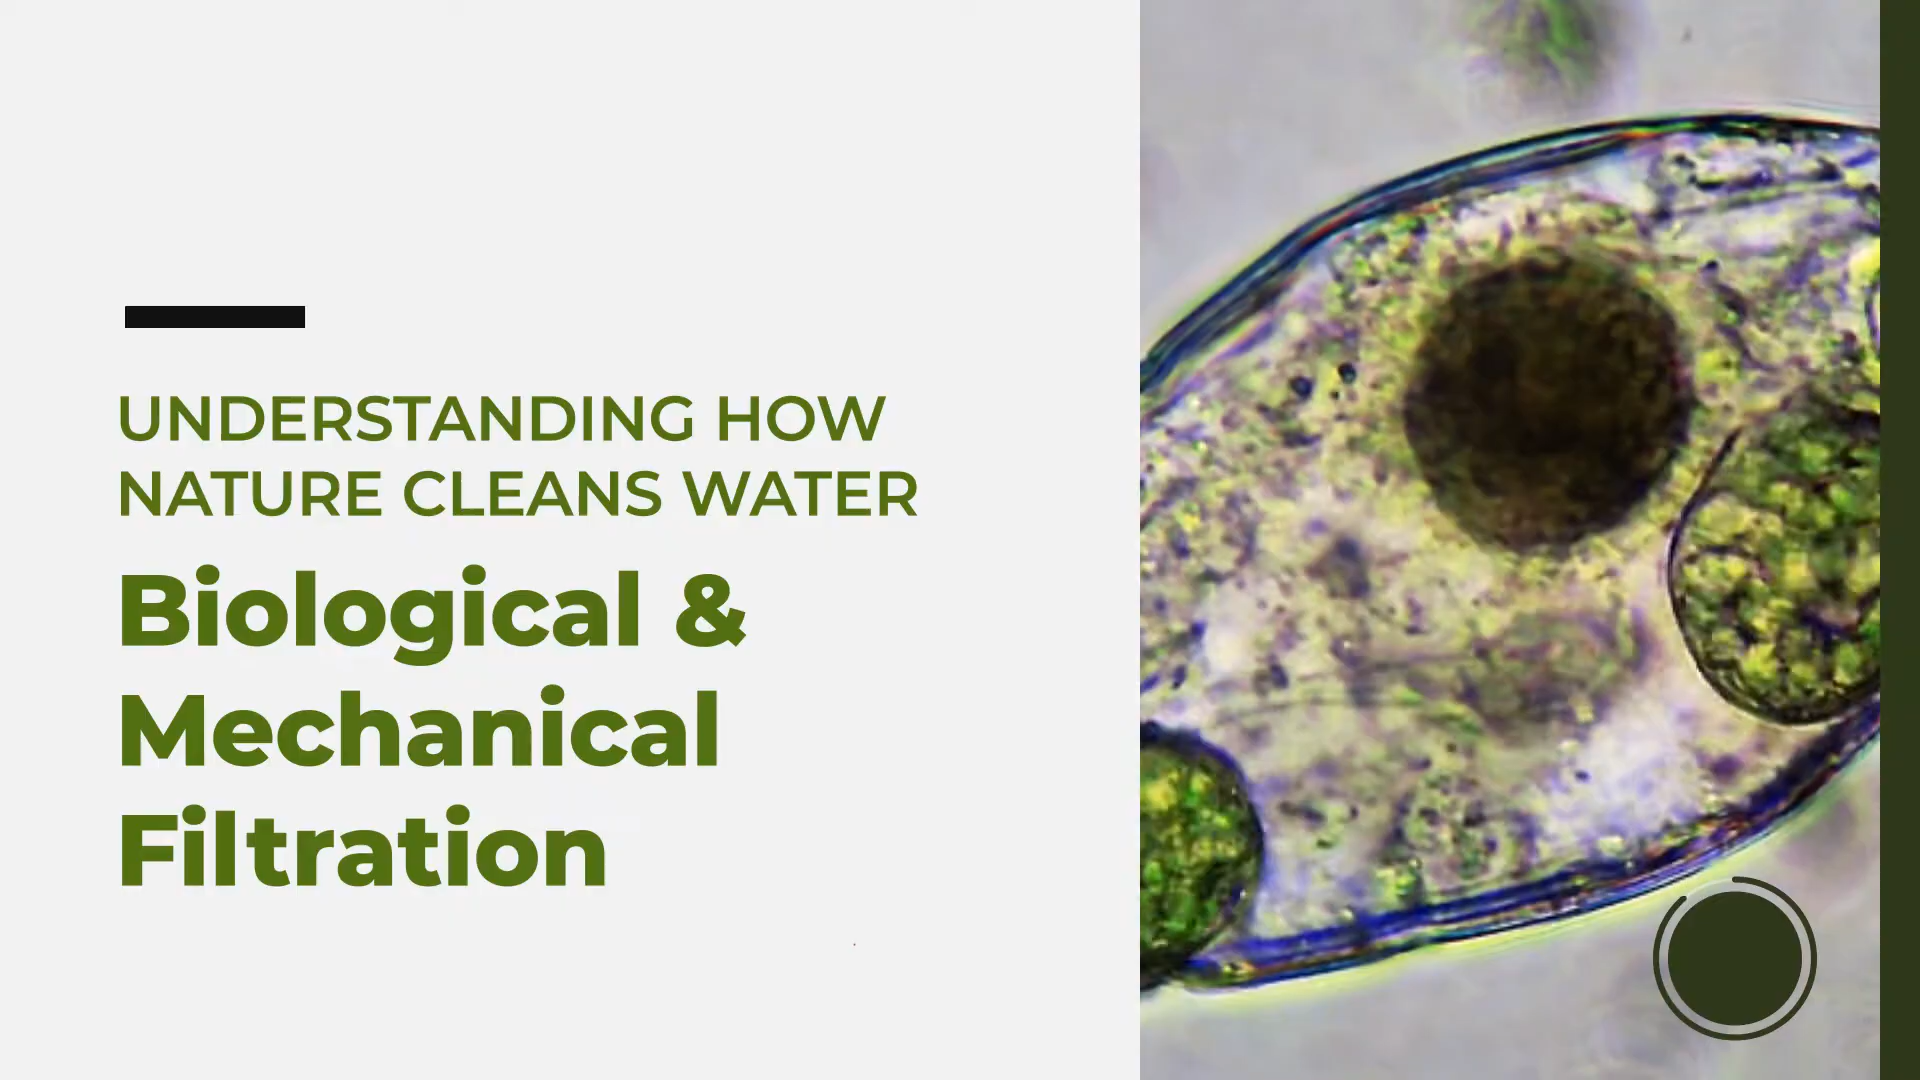 UNDERSTANDING HOW
NATURE CLEANS WATER
Biological &
Mechanical
Filtration